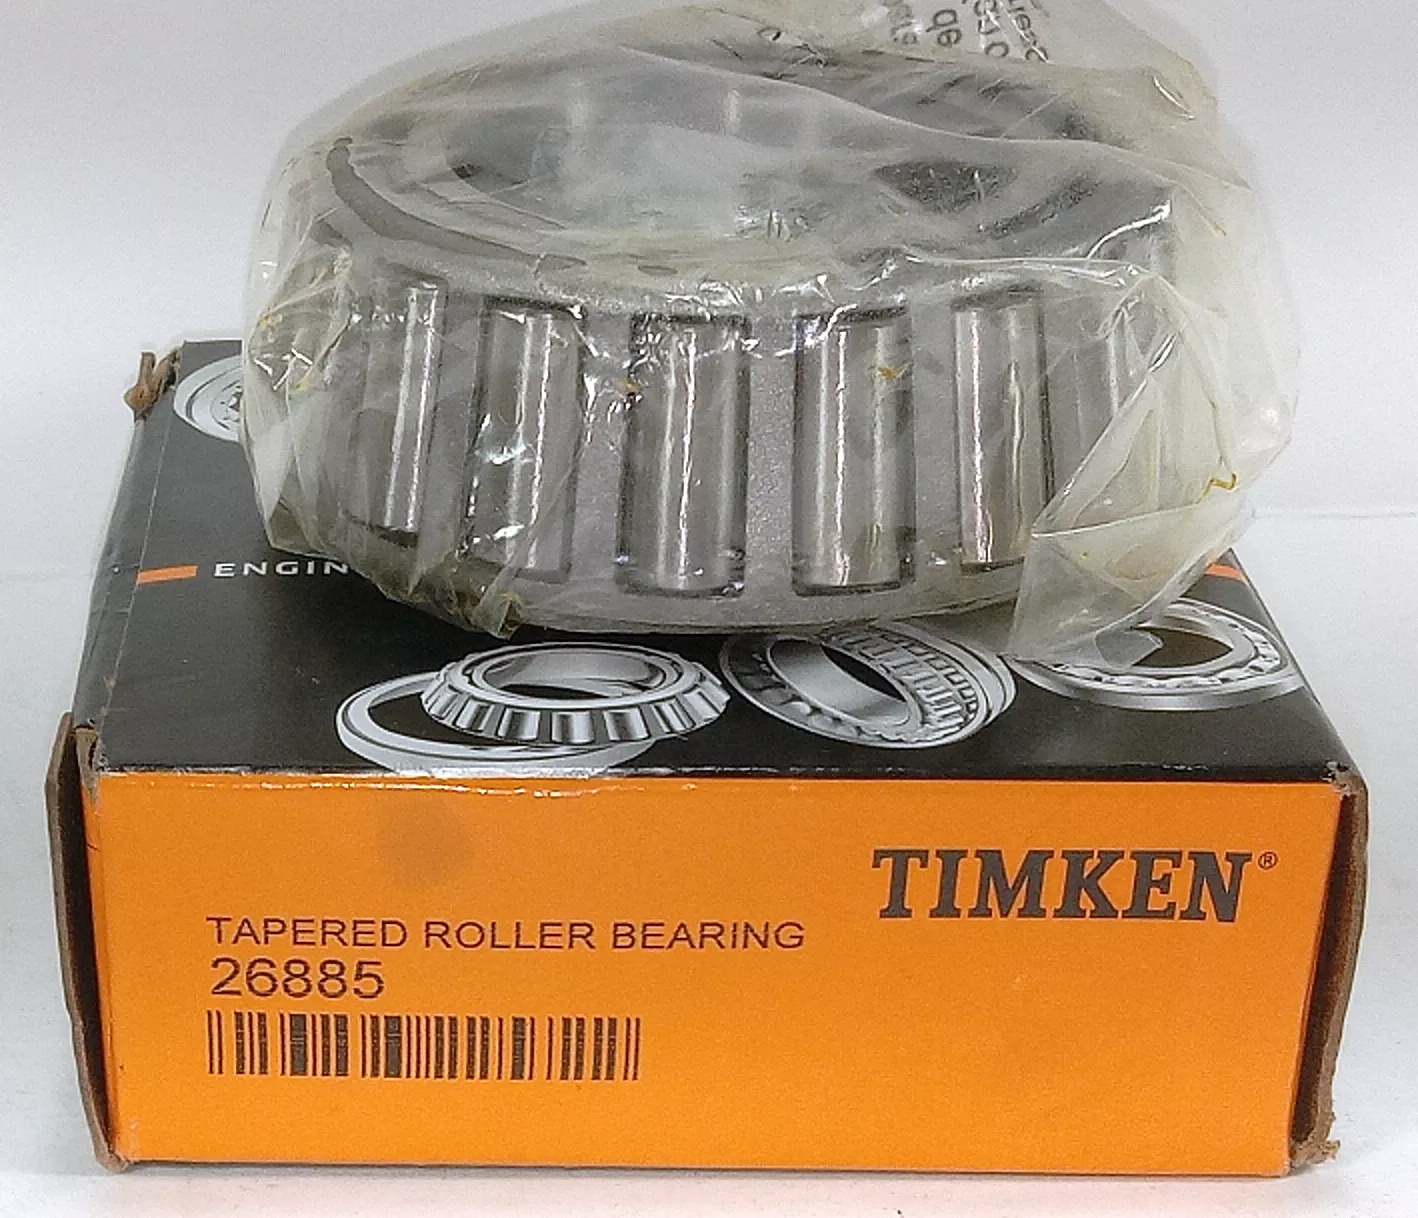 ENGIN
TIMKEN®
TAPERED ROLLER BEARING
26885